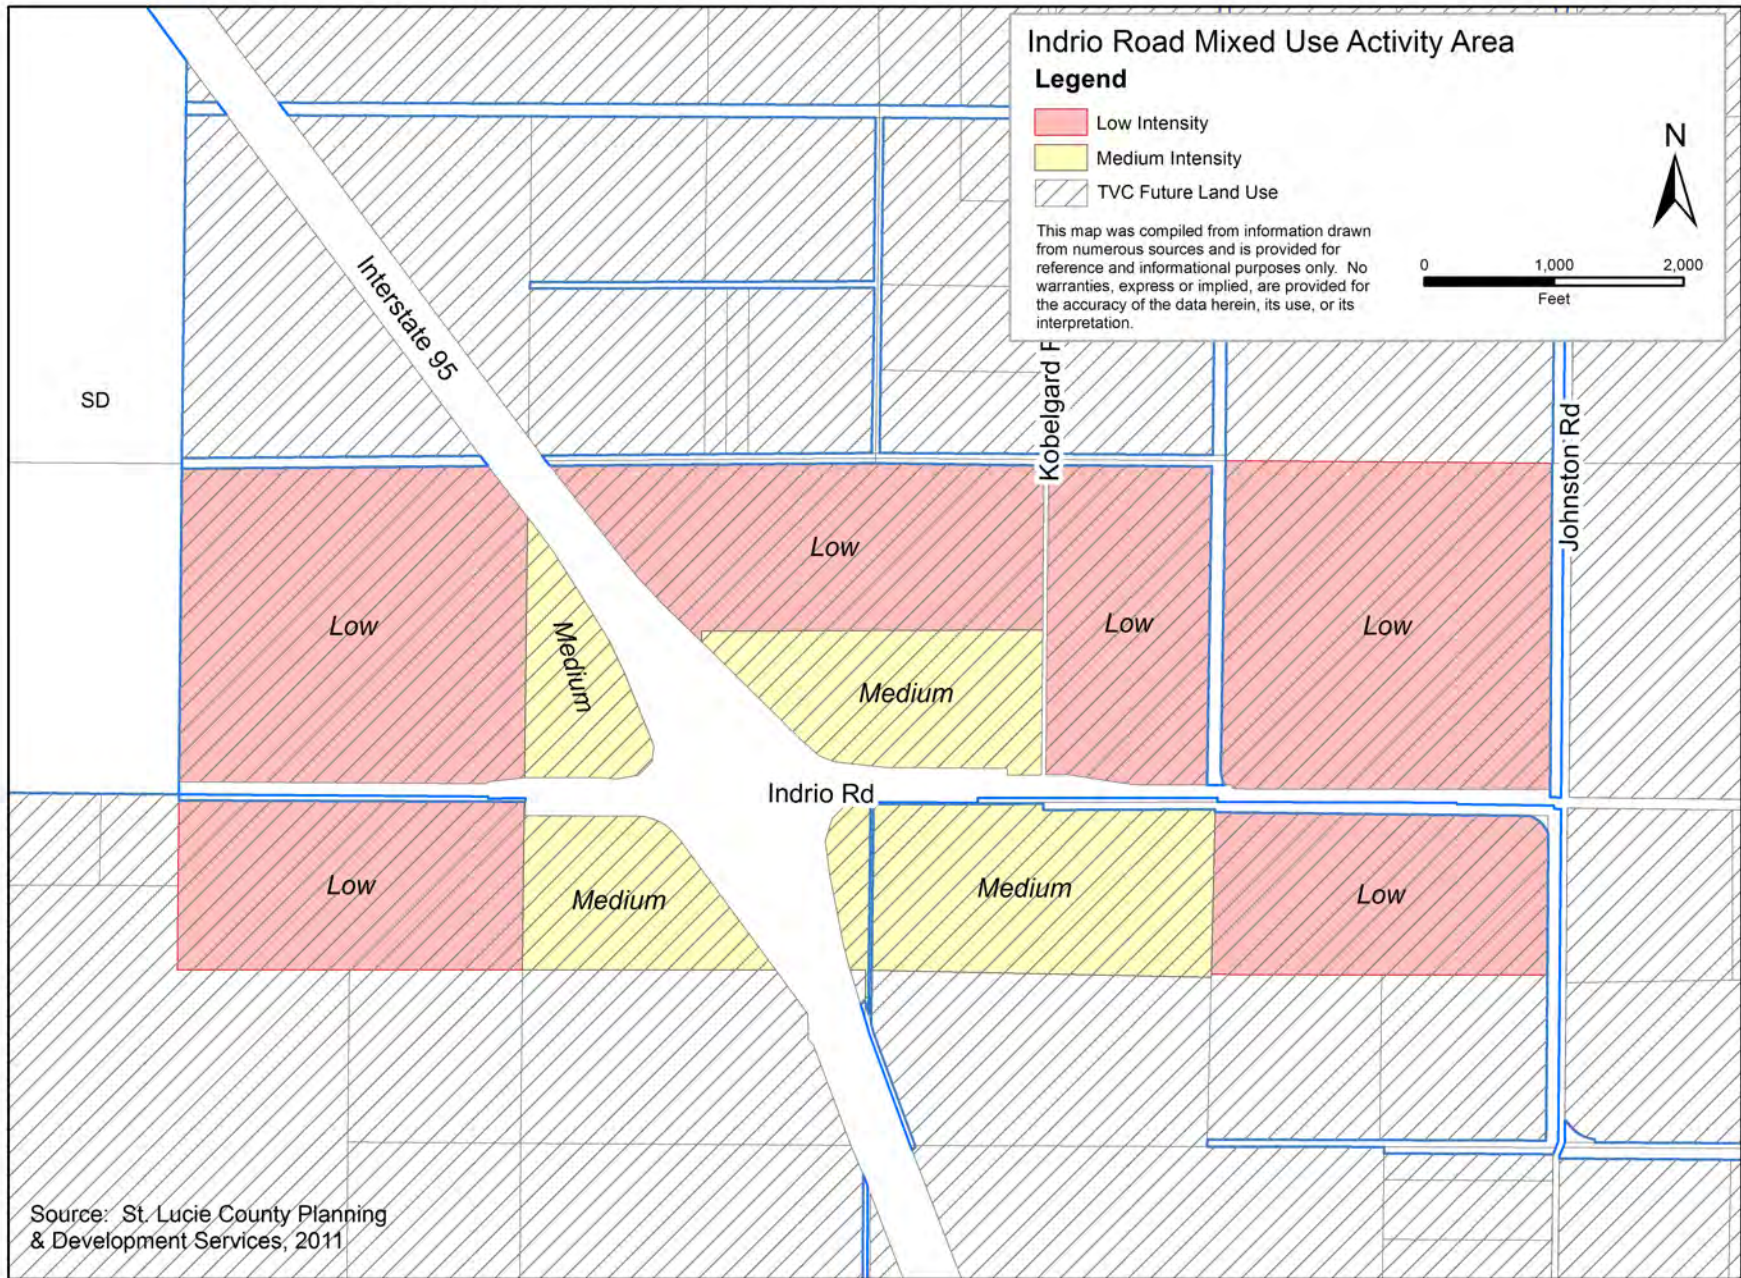 Indrio Road Mixed Use Activity Area
Legend
Low Intensity
Medium Intensity
TVC Future Land Use
N
This map was compiled from information drawn
from numerous sources and is provided for
reference and informational purposes only. No
warranties, express or implied, are provided for
the accuracy of the data herein, its use, or its
interpretation.
0 1,000 2,000
Feet
Interstate 95
SD
Kobelgard
Johnston Rd
Low
Low
Low
Low
Medium
Medium
Indrio Rd
Low
Medium
Medium
Low
Source: St. Lucie County Planning
& Development Services, 2011